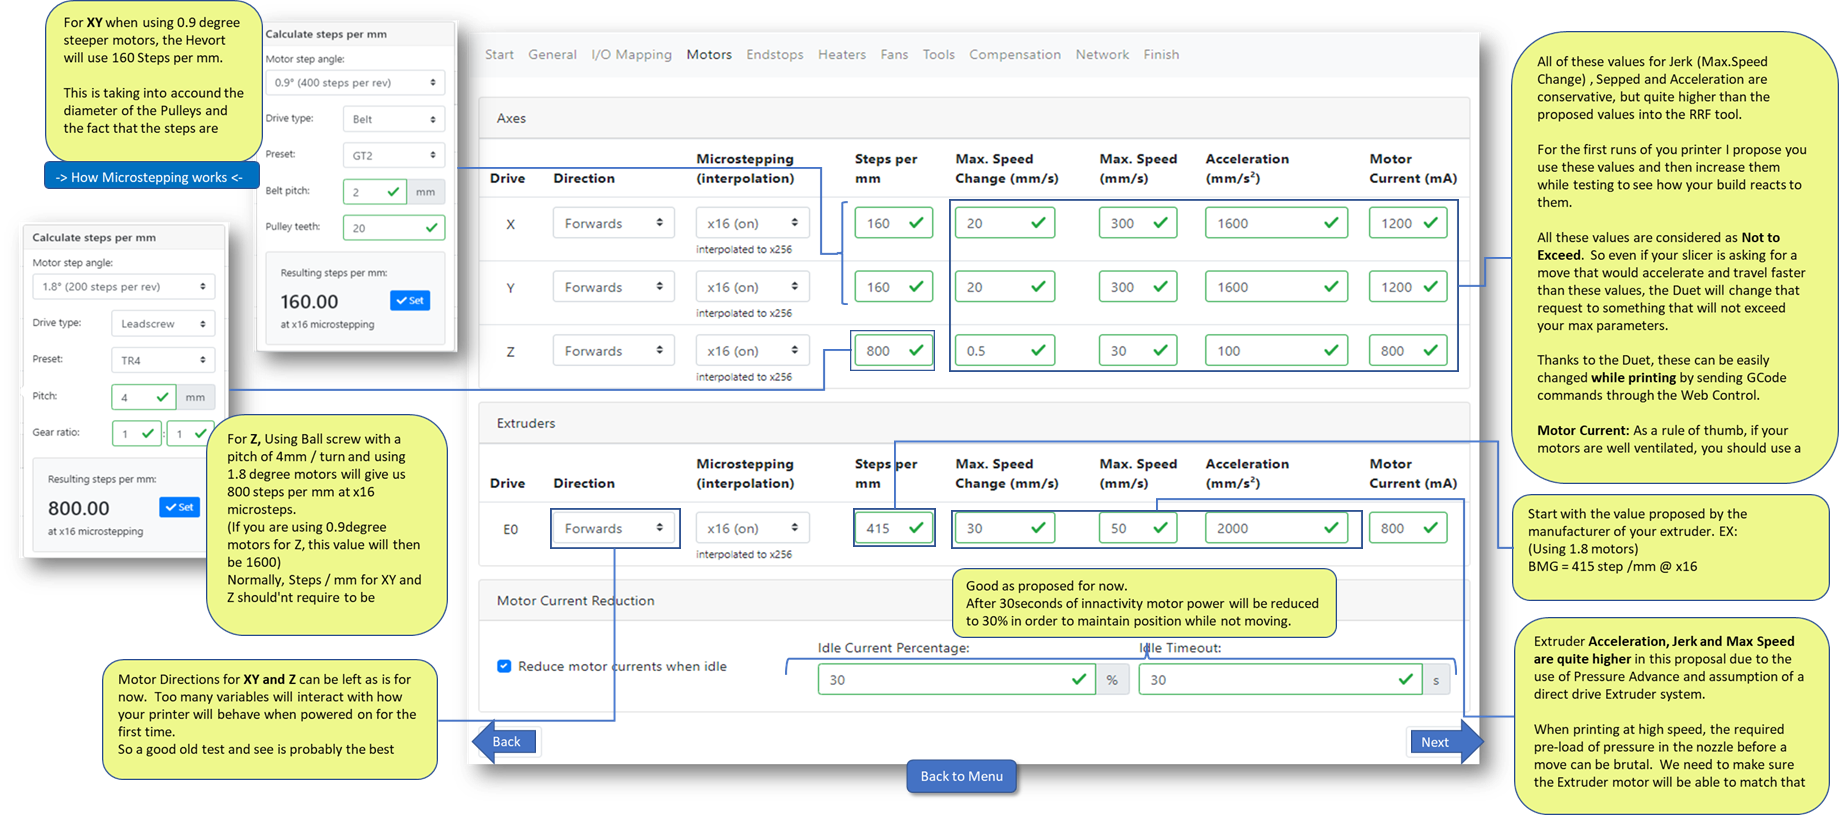 For XY when using 0.9 degree
steeper motors, the Hevort
will use 160 Steps per mm.
This is taking into accound the
diameter of the Pulleys and
the fact that the steps are
-> How Microstepping works <-
Calculate steps per mm
Motor step angle:
0.9° (400 steps per rev)
Drive type:
Belt
Preset:
GT2
Belt pitch:
2
mm
Pulley teeth:
20
Resulting steps per mm:
160.00
Set
at x16 microstepping
Calculate steps per mm
Motor step angle:
1.8° (200 steps per rev)
Drive type:
Leadscrew
Preset:
TR4
Pitch:
4
mm
Gear ratio:
1 : 1
Resulting steps per mm:
800.00
Set
at x16 microstepping
For Z, Using Ball screw with a
pitch of 4mm / turn and using
1.8 degree motors will give us
800 steps per mm at x16
microsteps.
(If you are using 0.9degree
motors for Z, this value will then
be 1600)
Normally, Steps / mm for XY and
Z should'nt require to be
Motor Directions for XY and Z can be left as is for
now. Too many variables will interact with how
your printer will behave when powered on for the
first time.
So a good old test and see is probably the best
Start General I/O Mapping Motors Endstops Heaters Fans Tools Compensation Network Finish
Axes
Drive Direction Microstepping (interpolation) Steps per mm Max. Speed Change (mm/s) Max. Speed (mm/s) Acceleration (mm/s²) Motor Current (mA)
X Forwards x16 (on) 160 20 300 1600 1200
interpolated to x256
Y Forwards x16 (on) 160 20 300 1600 1200
interpolated to x256
Z Forwards x16 (on) 800 0.5 30 100 800
interpolated to x256
Extruders
Drive Direction Microstepping (interpolation) Steps per mm Max. Speed Change (mm/s) Max. Speed (mm/s) Acceleration (mm/s²) Motor Current (mA)
E0 Forwards x16 (on) 415 30 50 2000 800
interpolated to x256
Motor Current Reduction
Good as proposed for now.
After 30seconds of innactivity motor power will be reduced
to 30% in order to maintain position while not moving.
Reduce motor currents when idle
Idle Current Percentage:
30
%
Idle Timeout:
30
s
Back
Next
Back to Menu
All of these values for Jerk (Max.Speed
Change) , Sepped and Acceleration are
conservative, but quite higher than the
proposed values into the RRF tool.
For the first runs of you printer I propose you
use these values and then increase them
while testing to see how your build reacts to
them.
All these values are considered as Not to
Exceed. So even if your slicer is asking for a
move that would accelerate and travel faster
than these values, the Duet will change that
request to something that will not exceed
your max parameters.
Thanks to the Duet, these can be easily
changed while printing by sending GCode
commands through the Web Control.
Motor Current: As a rule of thumb, if your
motors are well ventilated, you should use a
Start with the value proposed by the
manufacturer of your extruder. EX:
(Using 1.8 motors)
BMG = 415 step /mm @ x16
Extruder Acceleration, Jerk and Max Speed
are quite higher in this proposal due to the
use of Pressure Advance and assumption of a
direct drive Extruder system.
When printing at high speed, the required
pre-load of pressure in the nozzle before a
move can be brutal. We need to make sure
the Extruder motor will be able to match that